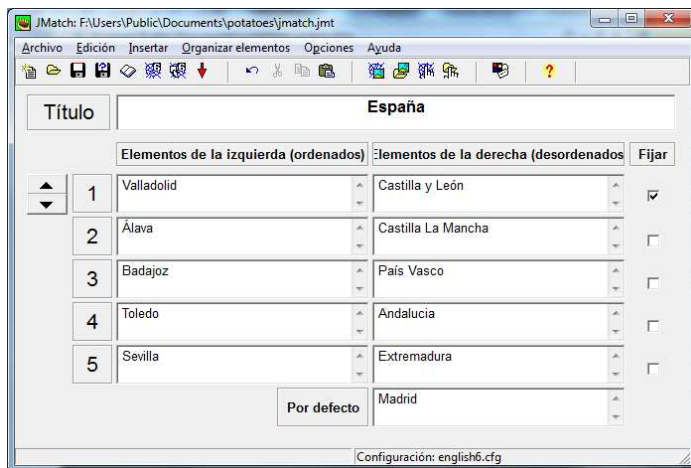 JMatch: F:\Users\Public\Documents\potatoes\jmatch.jmt
Archivo Edición Insertar Organizar elementos Opciones Ayuda
Título España
Elementos de la izquierda (ordenados) Elementos de la derecha (desordenados Fijar
1 Valladolid Castilla y León
2 Álava Castilla La Mancha
3 Badajoz País Vasco
4 Toledo Andalucia
5 Sevilla Extremadura
Por defecto Madrid
Configuración: english6.cfg